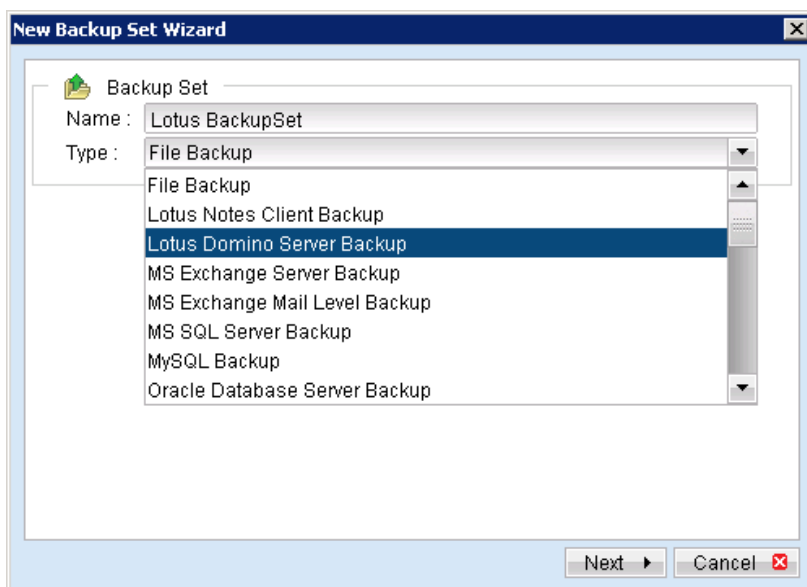 New Backup Set Wizard
Backup Set
Name : Lotus BackupSet
Type : File Backup
File Backup
Lotus Notes Client Backup
Lotus Domino Server Backup
MS Exchange Server Backup
MS Exchange Mail Level Backup
MS SQL Server Backup
MySQL Backup
Oracle Database Server Backup
Next Cancel